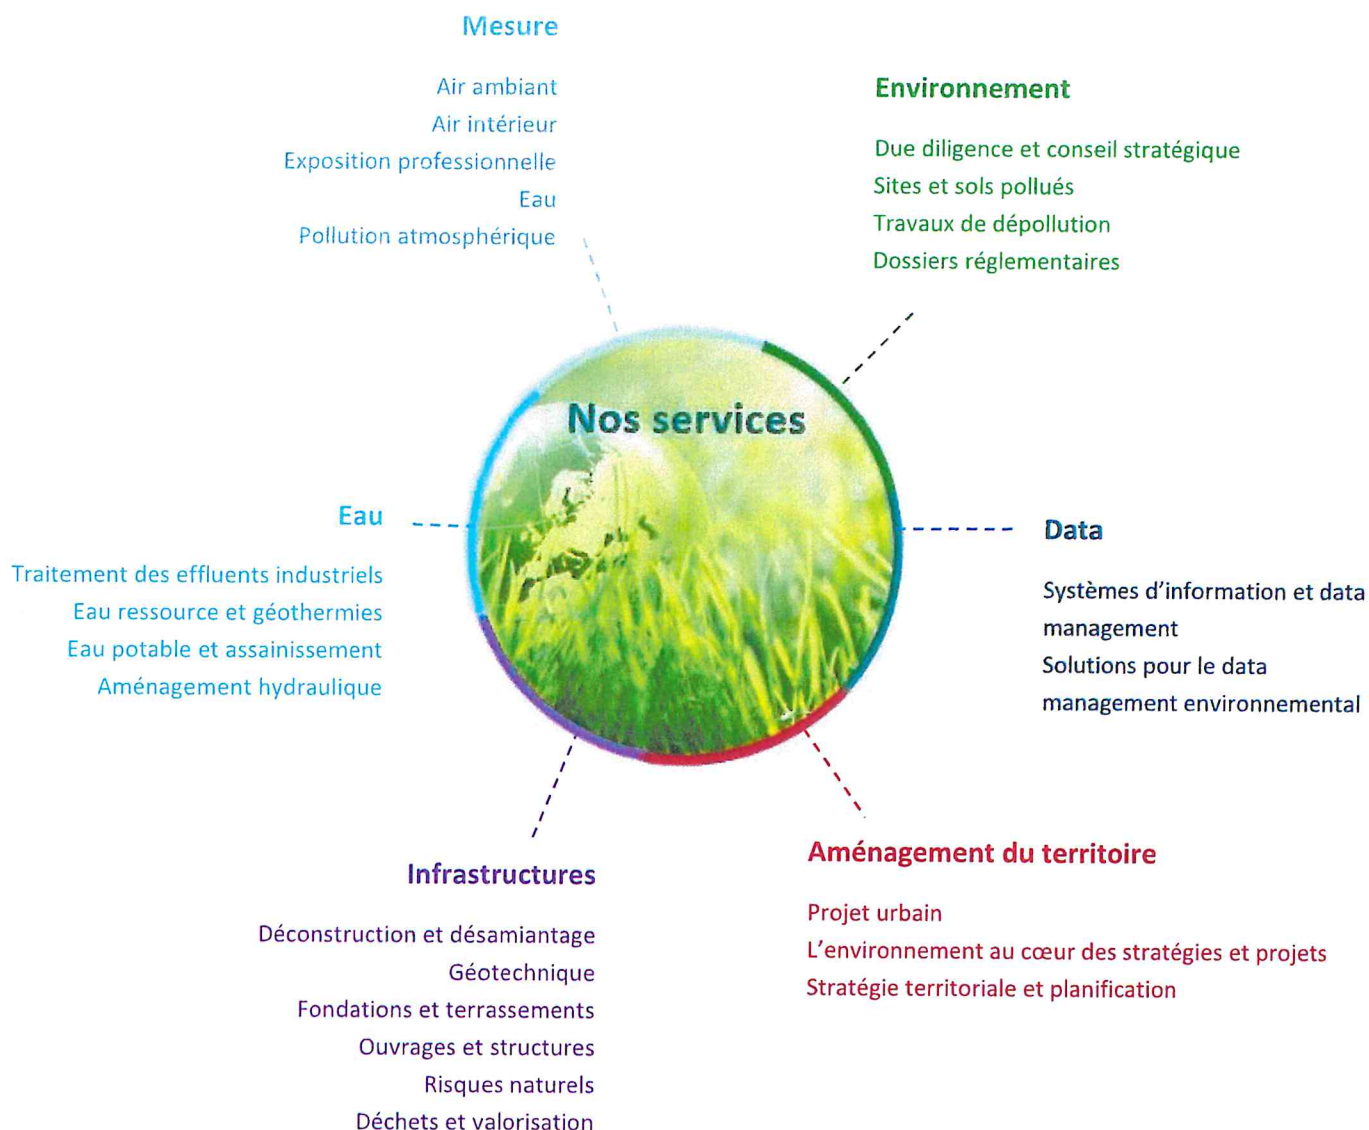 Mesure
Air ambiant
Air intérieur
Exposition professionnelle
Eau
Pollution atmosphérique
Environnement
Due diligence et conseil stratégique
Sites et sols pollués
Travaux de dépollution
Dossiers réglementaires
Nos services
Eau
Traitement des effluents industriels
Eau ressource et géothermies
Eau potable et assainissement
Aménagement hydraulique
Data
Systèmes d'information et data
management
Solutions pour le data
management environnemental
Infrastructures
Déconstruction et désamiantage
Géotechnique
Fondations et terrassements
Ouvrages et structures
Risques naturels
Déchets et valorisation
Aménagement du territoire
Projet urbain
L'environnement au cœur des stratégies et projets
Stratégie territoriale et planification